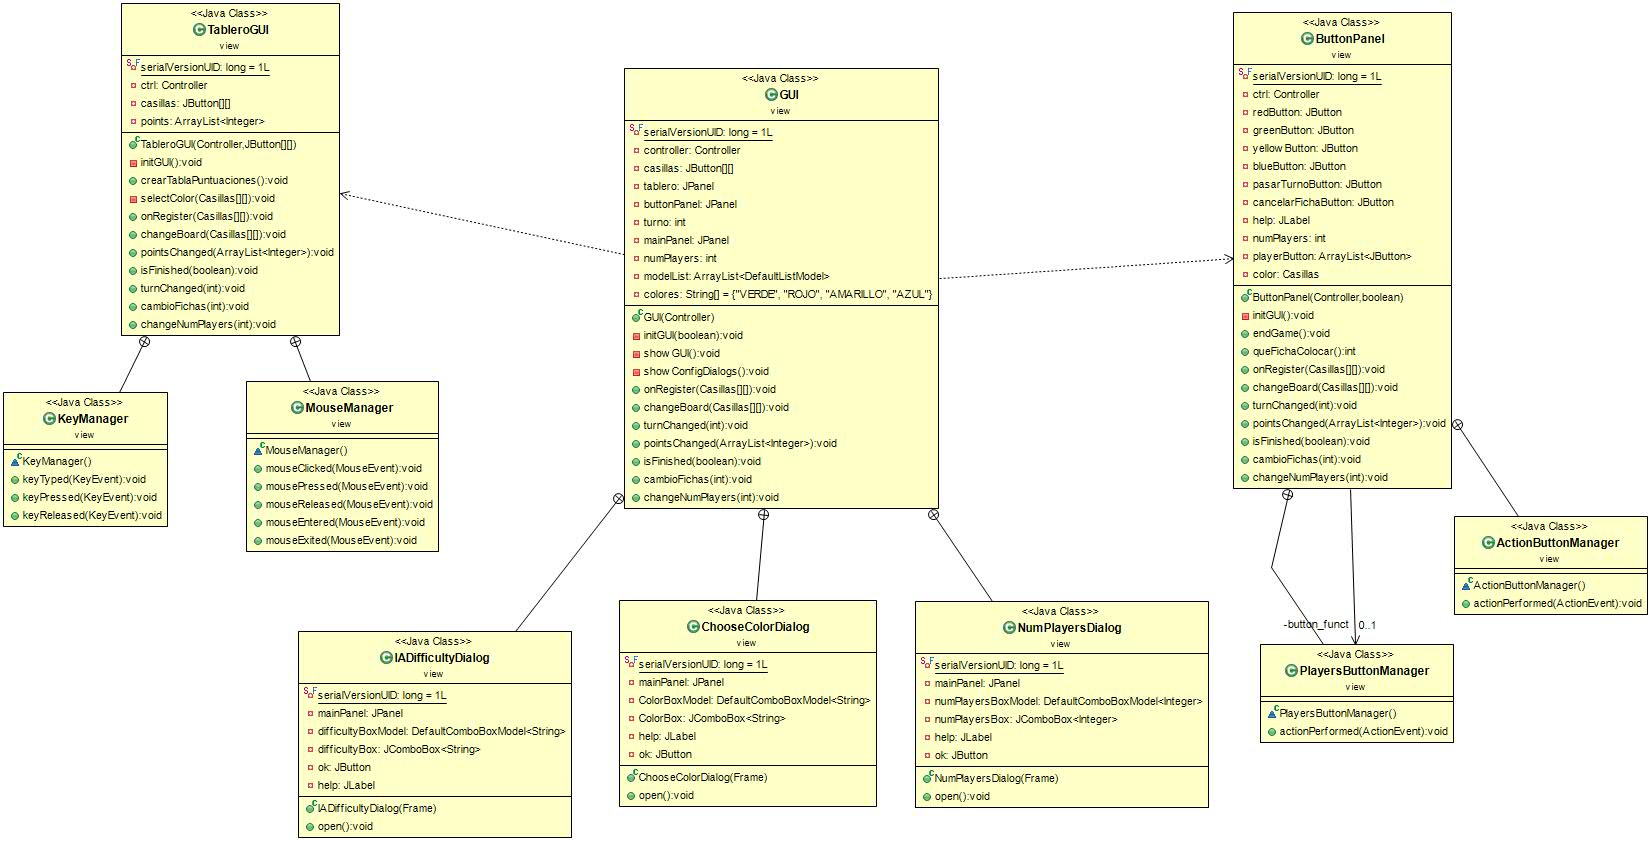 <<Java Class>>
TableroGUI
view
serialVersionUID: long = 1L
ctrl: Controller
casillas: JButton[][]
points: ArrayList<Integer>
TableroGUI(Controller,JButton[][])
initGUI():void
crearTablaPuntuaciones():void
selectColor(Casillas[][]):void
onRegister(Casillas[][]):void
changeBoard(Casillas[][]):void
pointsChanged(ArrayList<Integer>):void
isFinished(boolean):void
turnChanged(int):void
cambioFichas(int):void
changeNumPlayers(int):void
<<Java Class>>
GUI
view
serialVersionUID: long = 1L
controller: Controller
casillas: JButton[][]
tablero: JPanel
buttonPanel: JPanel
turno: int
mainPanel: JPanel
numPlayers: int
modelList: ArrayList<DefaultListModel>
colores: String[] = {"VERDE", "ROJO", "AMARILLO", "AZUL"}
GUI(Controller)
initGUI(boolean):void
showGUI():void
showConfigDialogs():void
onRegister(Casillas[][]):void
changeBoard(Casillas[][]):void
turnChanged(int):void
pointsChanged(ArrayList<Integer>):void
isFinished(boolean):void
cambioFichas(int):void
changeNumPlayers(int):void
<<Java Class>>
ButtonPanel
view
serialVersionUID: long = 1L
ctrl: Controller
redButton: JButton
greenButton: JButton
yellowButton: JButton
blueButton: JButton
pasarTurnoButton: JButton
cancelarFichaButton: JButton
help: JLabel
numPlayers: int
playerButton: ArrayList<JButton>
color: Casillas
ButtonPanel(Controller,boolean)
initGUI():void
endGame():void
queFichaColocar():int
onRegister(Casillas[][]):void
changeBoard(Casillas[][]):void
turnChanged(int):void
pointsChanged(ArrayList<Integer>):void
isFinished(boolean):void
cambioFichas(int):void
changeNumPlayers(int):void
<<Java Class>>
KeyManager
view
KeyManager()
keyTyped(KeyEvent):void
keyPressed(KeyEvent):void
keyReleased(KeyEvent):void
<<Java Class>>
MouseManager
view
MouseManager()
mouseClicked(MouseEvent):void
mousePressed(MouseEvent):void
mouseReleased(MouseEvent):void
mouseEntered(MouseEvent):void
mouseExited(MouseEvent):void
<<Java Class>>
ActionButtonManager
view
ActionButtonManager()
actionPerformed(ActionEvent):void
-button_funct 0..1
<<Java Class>>
PlayersButtonManager
view
PlayersButtonManager()
actionPerformed(ActionEvent):void
<<Java Class>>
IADifficultyDialog
view
serialVersionUID: long = 1L
mainPanel: JPanel
difficultyBoxModel: DefaultComboBoxModel<String>
difficultyBox: JComboBox<String>
ok: JButton
help: JLabel
IADifficultyDialog(Frame)
open():void
<<Java Class>>
ChooseColorDialog
view
serialVersionUID: long = 1L
mainPanel: JPanel
ColorBoxModel: DefaultComboBoxModel<String>
ColorBox: JComboBox<String>
help: JLabel
ok: JButton
ChooseColorDialog(Frame)
open():void
<<Java Class>>
NumPlayersDialog
view
serialVersionUID: long = 1L
mainPanel: JPanel
numPlayersBoxModel: DefaultComboBoxModel<Integer>
numPlayersBox: JComboBox<Integer>
help: JLabel
ok: JButton
NumPlayersDialog(Frame)
open():void